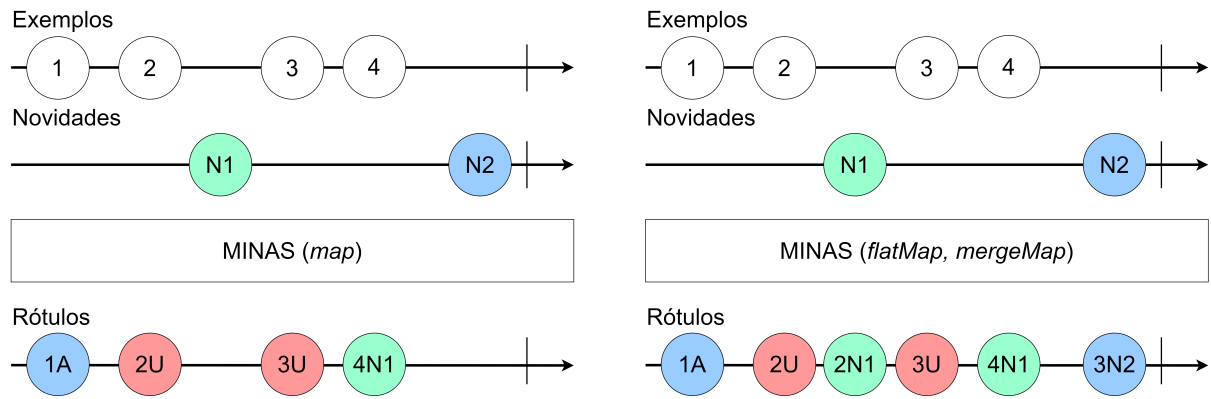 Exemplos
1 2 3 4
Novidades
N1 N2
MINAS (map)
Rótulos
1A 2U 3U 4N1
Exemplos
1 2 3 4
Novidades
N1 N2
MINAS (flatMap, mergeMap)
Rótulos
1A 2U 2N1 3U 4N1 3N2